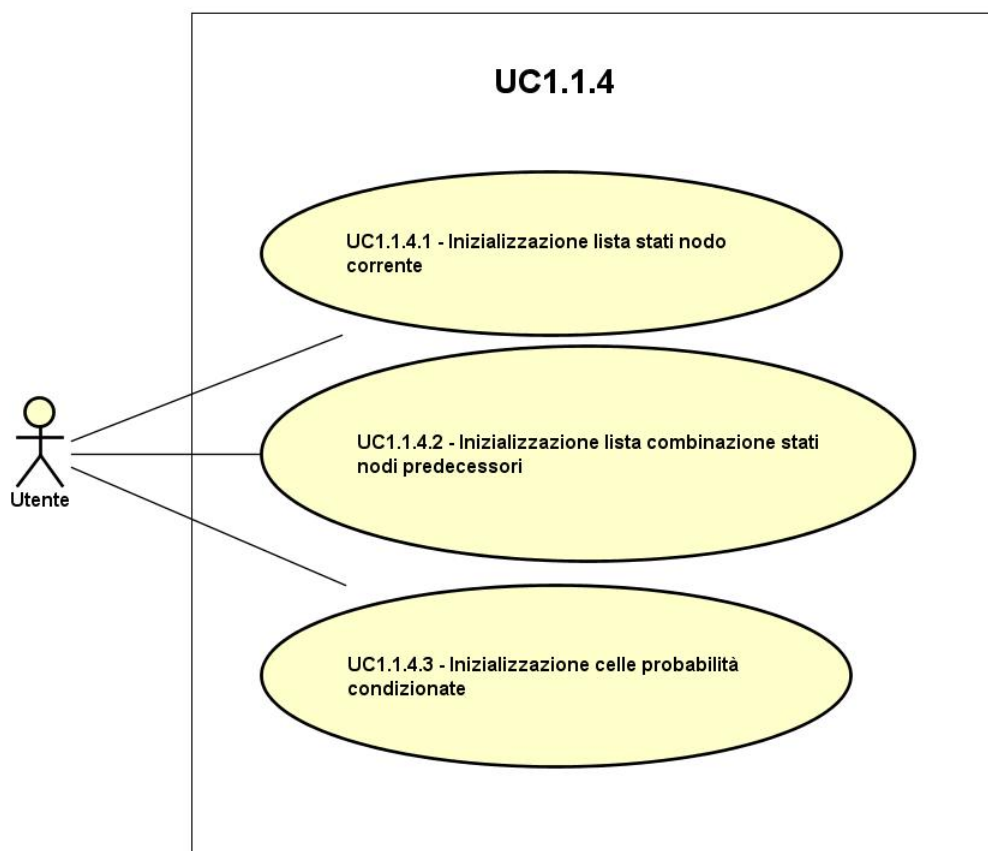 UC1.1.4
UC1.1.4.1 - Inizializzazione lista stati nodo
corrente
UC1.1.4.2 - Inizializzazione lista combinazione stati
nodi predecessori
Utente
UC1.1.4.3 - Inizializzazione celle probabilità
condizionate